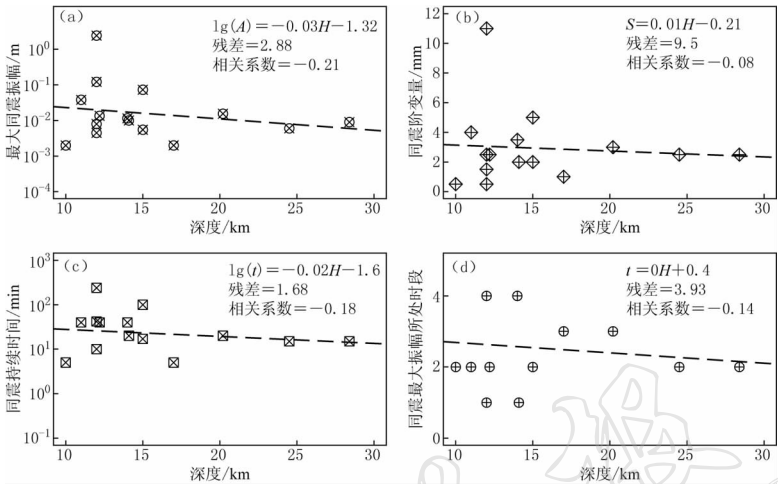 (a)
lg(A)=-0.03H-1.32
残差=2.88
相关系数=-0.21
10⁰
10⁻¹
10⁻²
10⁻³
10⁻⁴
最大同震振幅/m
10 15 20 25 30
深度/km
(b)
S=0.01H-0.21
残差=9.5
相关系数=-0.08
12
10
8
6
4
2
0
同震阶变量/mm
10 15 20 25 30
深度/km
(c)
lg(t)=-0.02H-1.6
残差=1.68
相关系数=-0.18
10³
10²
10¹
10⁰
10⁻¹
同震持续时间/min
10 15 20 25 30
深度/km
(d)
t=0H+0.4
残差=3.93
相关系数=-0.14
4
2
0
同震最大振幅所处时段
10 15 20 25 30
深度/km